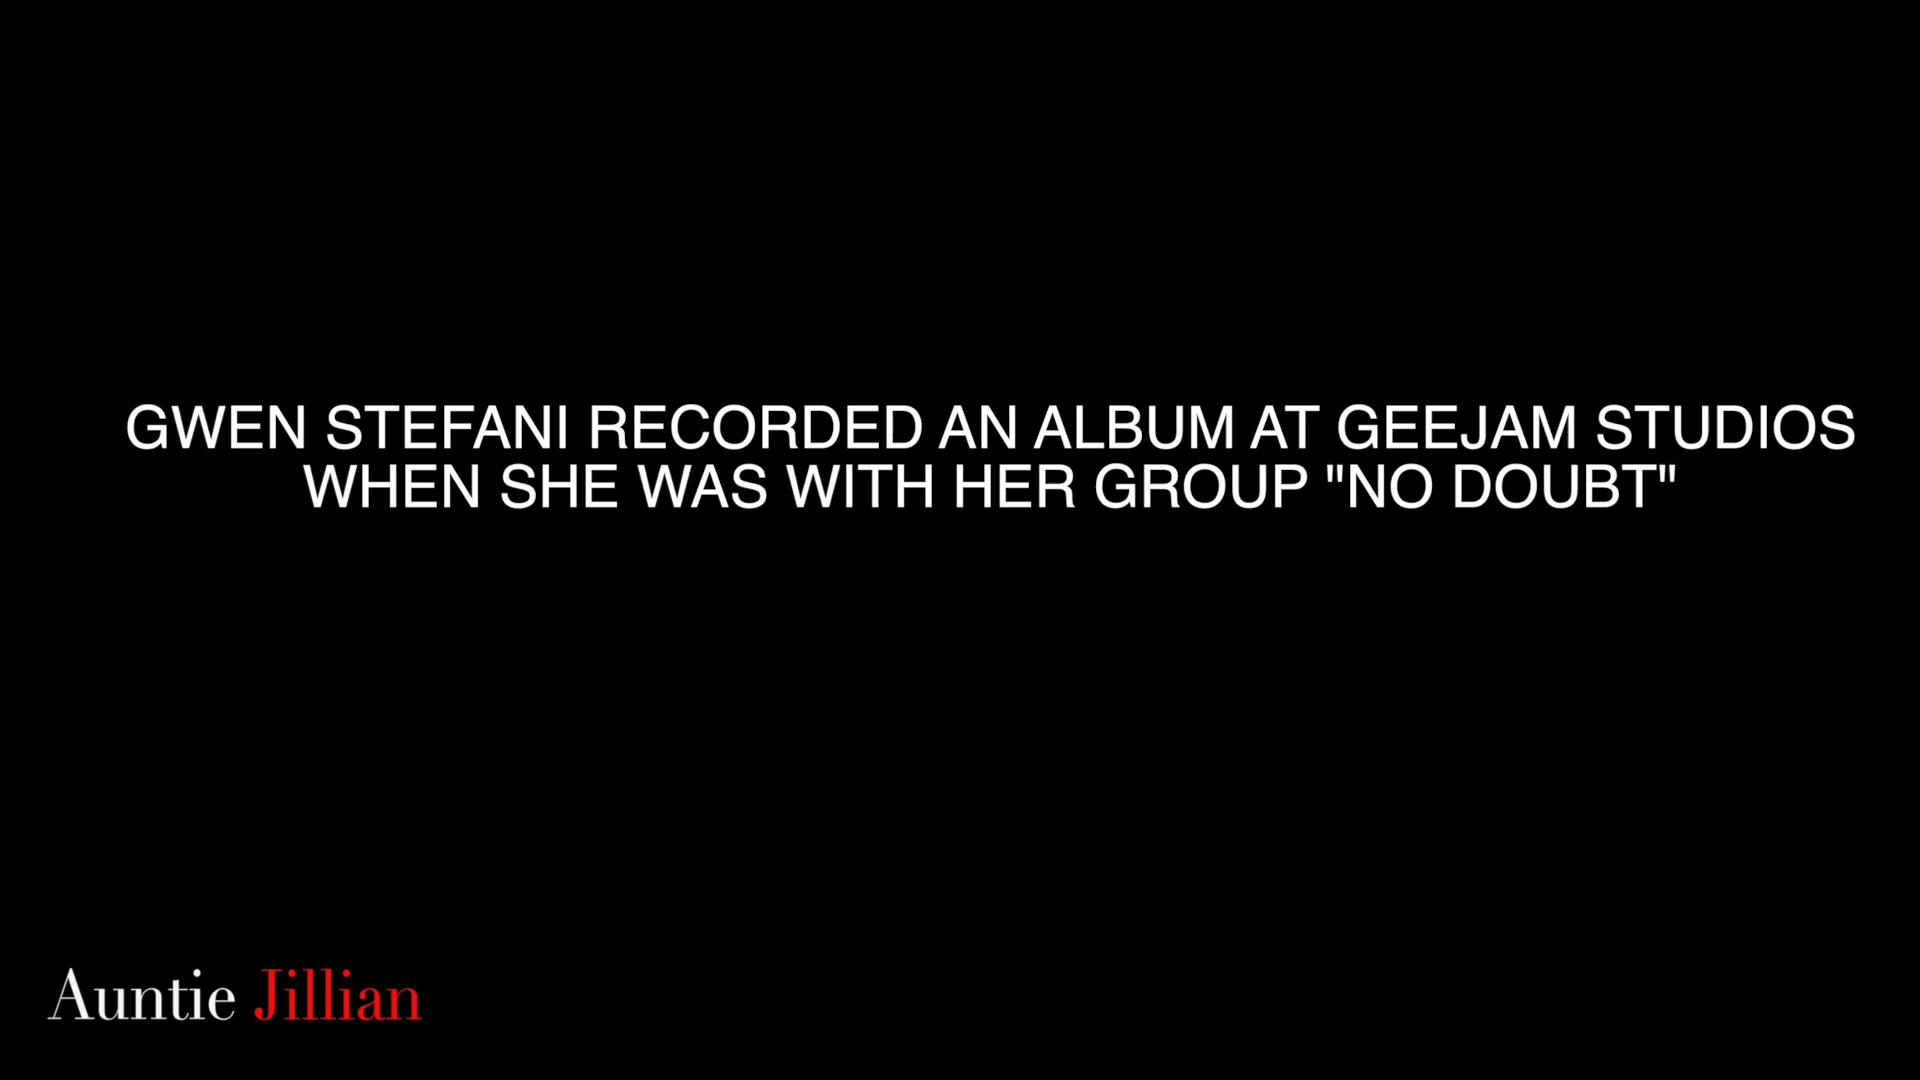 GWEN STEFANI RECORDED AN ALBUM AT GEEJAM STUDIOS
WHEN SHE WAS WITH HER GROUP "NO DOUBT"
Auntie Jillian